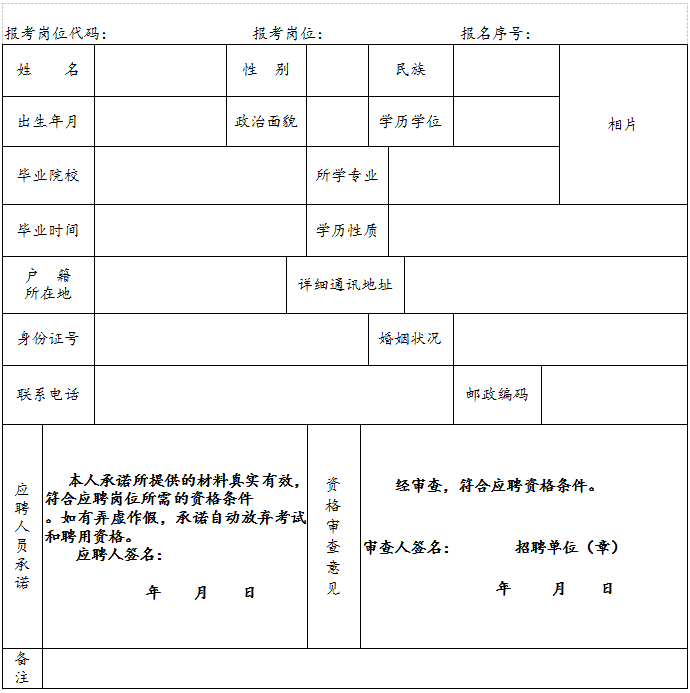 报考岗位代码： 报考岗位： 报名序号：
姓 名 性 别 民族
相片
出生年月 政治面貌 学历学位
毕业院校 所学专业
毕业时间 学历性质
户 籍
所在地
详细通讯地址
身份证号 婚姻状况
联系电话 邮政编码
应聘人员承诺
本人承诺所提供的材料真实有效，
符合应聘岗位所需的资格条件
。如有弄虚作假，承诺自动放弃考试
和聘用资格。
应聘人签名：
年 月 日
资格审查意见
经审查，符合应聘资格条件。
审查人签名： 招聘单位（章）
年 月 日
备注